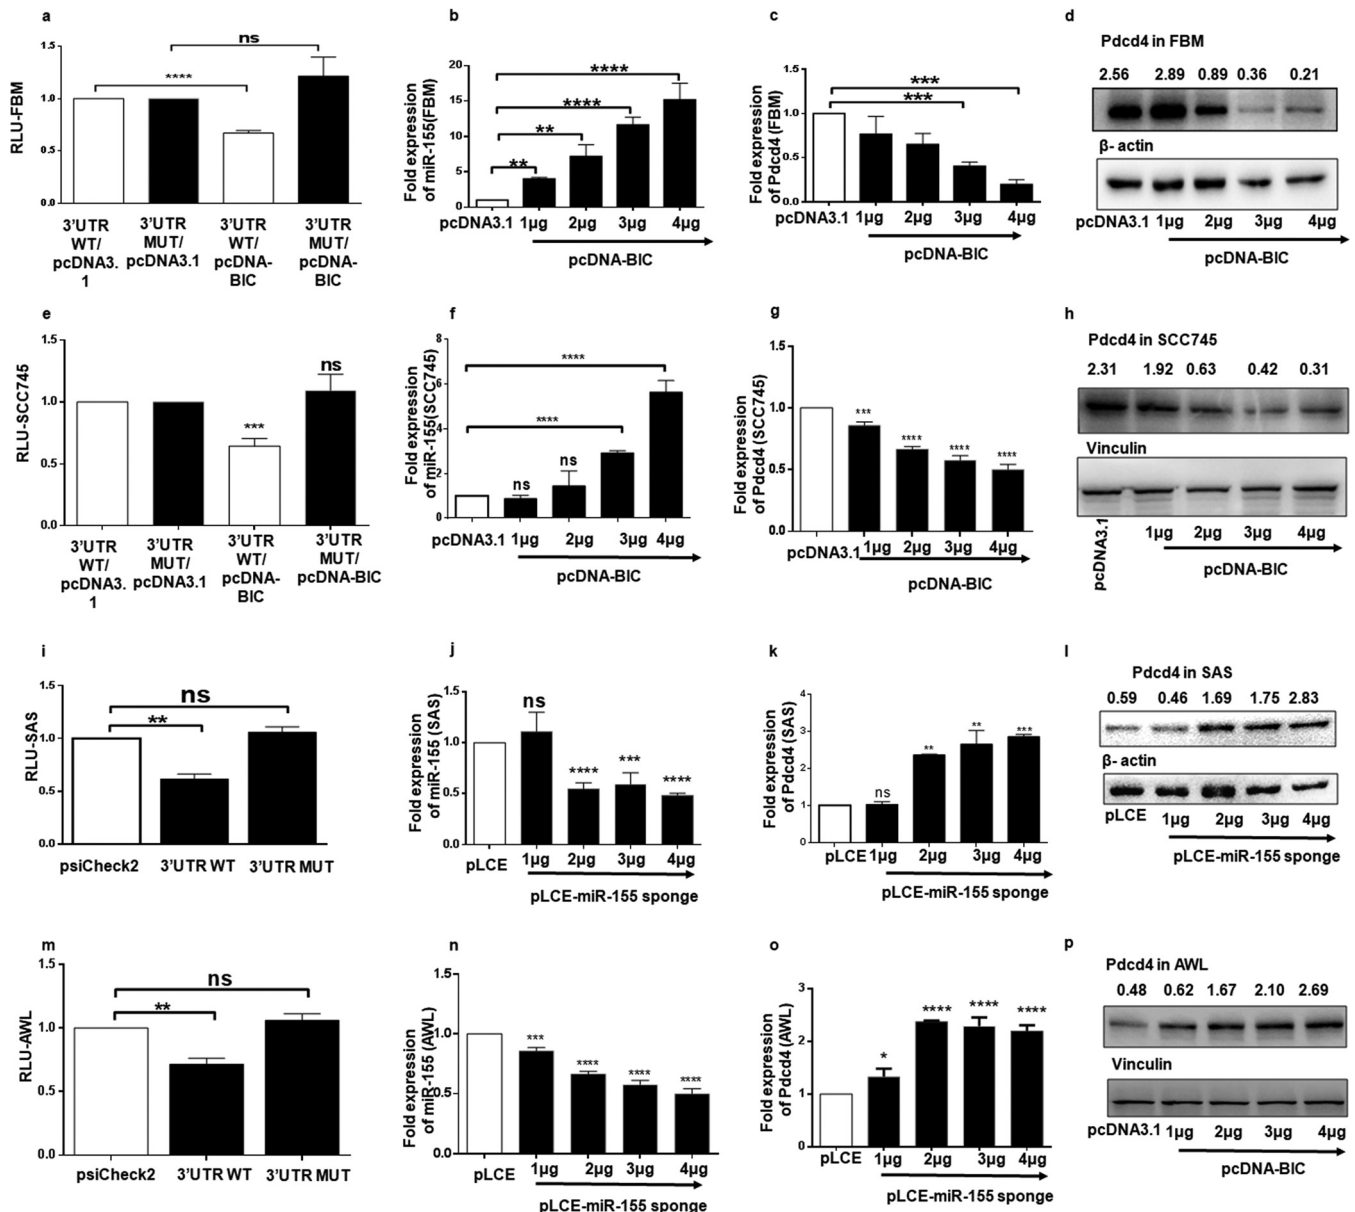 a
ns
****
RLU-FBM
1.5
1.0
0.5
0.0
3'UTR WT/ pcDNA3.1
3'UTR MUT/ pcDNA3.1
3'UTR WT/ pcDNA-BIC
3'UTR MUT/ pcDNA-BIC
b
****
****
**
**
Fold expression
of miR-155(FBM)
20
15
10
5
0
pcDNA3.1 1µg 2µg 3µg 4µg
pcDNA-BIC
c
***
***
Fold expression
of Pdcd4 (FBM)
1.5
1.0
0.5
0.0
pcDNA3.1 1µg 2µg 3µg 4µg
pcDNA-BIC
d
Pdcd4 in FBM
2.56 2.89 0.89 0.36 0.21
β- actin
pcDNA3.1 1µg 2µg 3µg 4µg
pcDNA-BIC
e
RLU-SCC745
1.5
1.0
0.5
0.0
***
ns
3'UTR WT/ pcDNA3.1
3'UTR MUT/ pcDNA3.1
3'UTR WT/ pcDNA-BIC
3'UTR MUT/ pcDNA-BIC
f
****
****
ns
ns
Fold expression
of miR-155(SCC745)
8
6
4
2
0
pcDNA3.1 1µg 2µg 3µg 4µg
pcDNA-BIC
g
Fold expression
of Pdcd4 (SCC745)
1.5
1.0
0.5
0.0
*** **** **** ****
pcDNA3.1 1µg 2µg 3µg 4µg
pcDNA-BIC
h
Pdcd4 in SCC745
2.31 1.92 0.63 0.42 0.31
Vinculin
pcDNA3.1 1µg 2µg 3µg 4µg
pcDNA-BIC
i
ns
**
RLU-SAS
1.5
1.0
0.5
0.0
psiCheck2 3'UTR WT 3'UTR MUT
j
Fold expression
of miR-155 (SAS)
1.5
1.0
0.5
0.0
ns **** *** ****
pLCE 1µg 2µg 3µg 4µg
pLCE-miR-155 sponge
k
Fold expression
of Pdcd4 (SAS)
4
3
2
1
0
ns ** ** ***
pLCE 1µg 2µg 3µg 4µg
pLCE-miR-155 sponge
l
Pdcd4 in SAS
0.59 0.46 1.69 1.75 2.83
β- actin
pLCE 1µg 2µg 3µg 4µg
pLCE-miR-155 sponge
m
ns
**
RLU-AWL
1.5
1.0
0.5
0.0
psiCheck2 3'UTR WT 3'UTR MUT
n
Fold expression
of miR-155 (AWL)
1.5
1.0
0.5
0.0
*** **** **** ****
pLCE 1µg 2µg 3µg 4µg
pLCE-miR-155 sponge
o
Fold expression
of Pdcd4 (AWL)
3
2
1
0
* **** **** ****
pLCE 1µg 2µg 3µg 4µg
pLCE-miR-155 sponge
p
Pdcd4 in AWL
0.48 0.62 1.67 2.10 2.69
Vinculin
pcDNA3.1 1µg 2µg 3µg 4µg
pcDNA-BIC